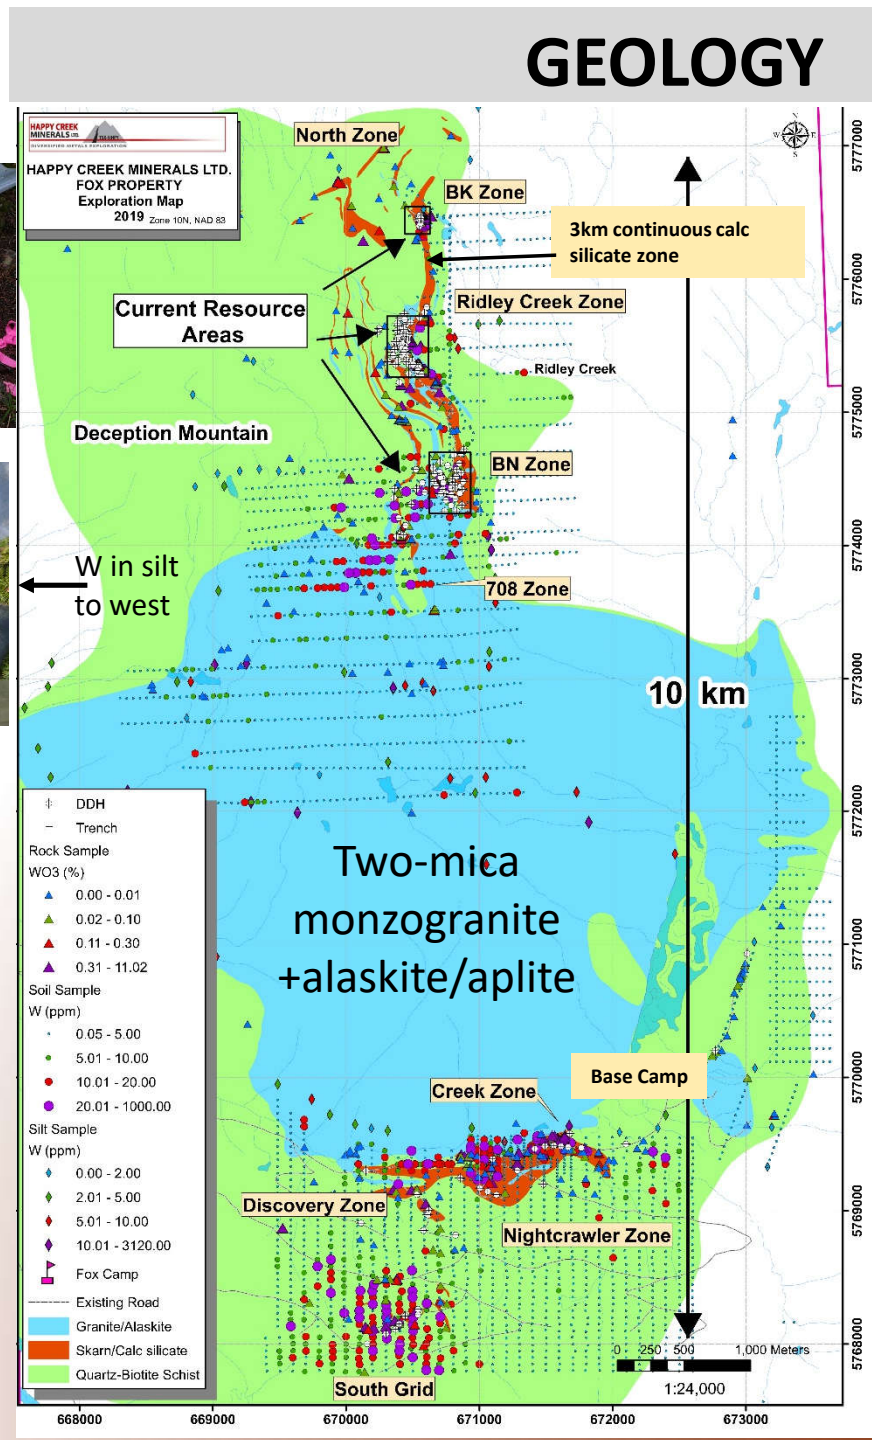 GEOLOGY
HAPPY CREEK
MINERALS LTD.
DIVERSIFIED METALS EXPLORATION
HAPPY CREEK MINERALS LTD.
FOX PROPERTY
Exploration Map
2019 Zone 10N, NAD 83
North Zone
N
W
E
S
BK Zone
3km continuous calc
silicate zone
Current Resource
Areas
Ridley Creek Zone
Ridley Creek
Deception Mountain
BN Zone
W in silt
to west
708 Zone
10 km
Two-mica
monzogranite
+alaskite/aplite
Base Camp
Creek Zone
Discovery Zone
Nightcrawler Zone
South Grid
DDH
Trench
Rock Sample
WO3 (%)
0.00 - 0.01
0.02 - 0.10
0.11 - 0.30
0.31 - 11.02
Soil Sample
W (ppm)
0.05 - 5.00
5.01 - 10.00
10.01 - 20.00
20.01 - 1000.00
Silt Sample
W (ppm)
0.00 - 2.00
2.01 - 5.00
5.01 - 10.00
10.01 - 3120.00
Fox Camp
Existing Road
Granite/Alaskite
Skarn/Calc silicate
Quartz-Biotite Schist
0 250 500 1,000 Meters
1:24,000
5777000
5776000
5775000
5774000
5773000
5772000
5771000
5770000
5769000
5768000
668000 669000 670000 671000 672000 673000